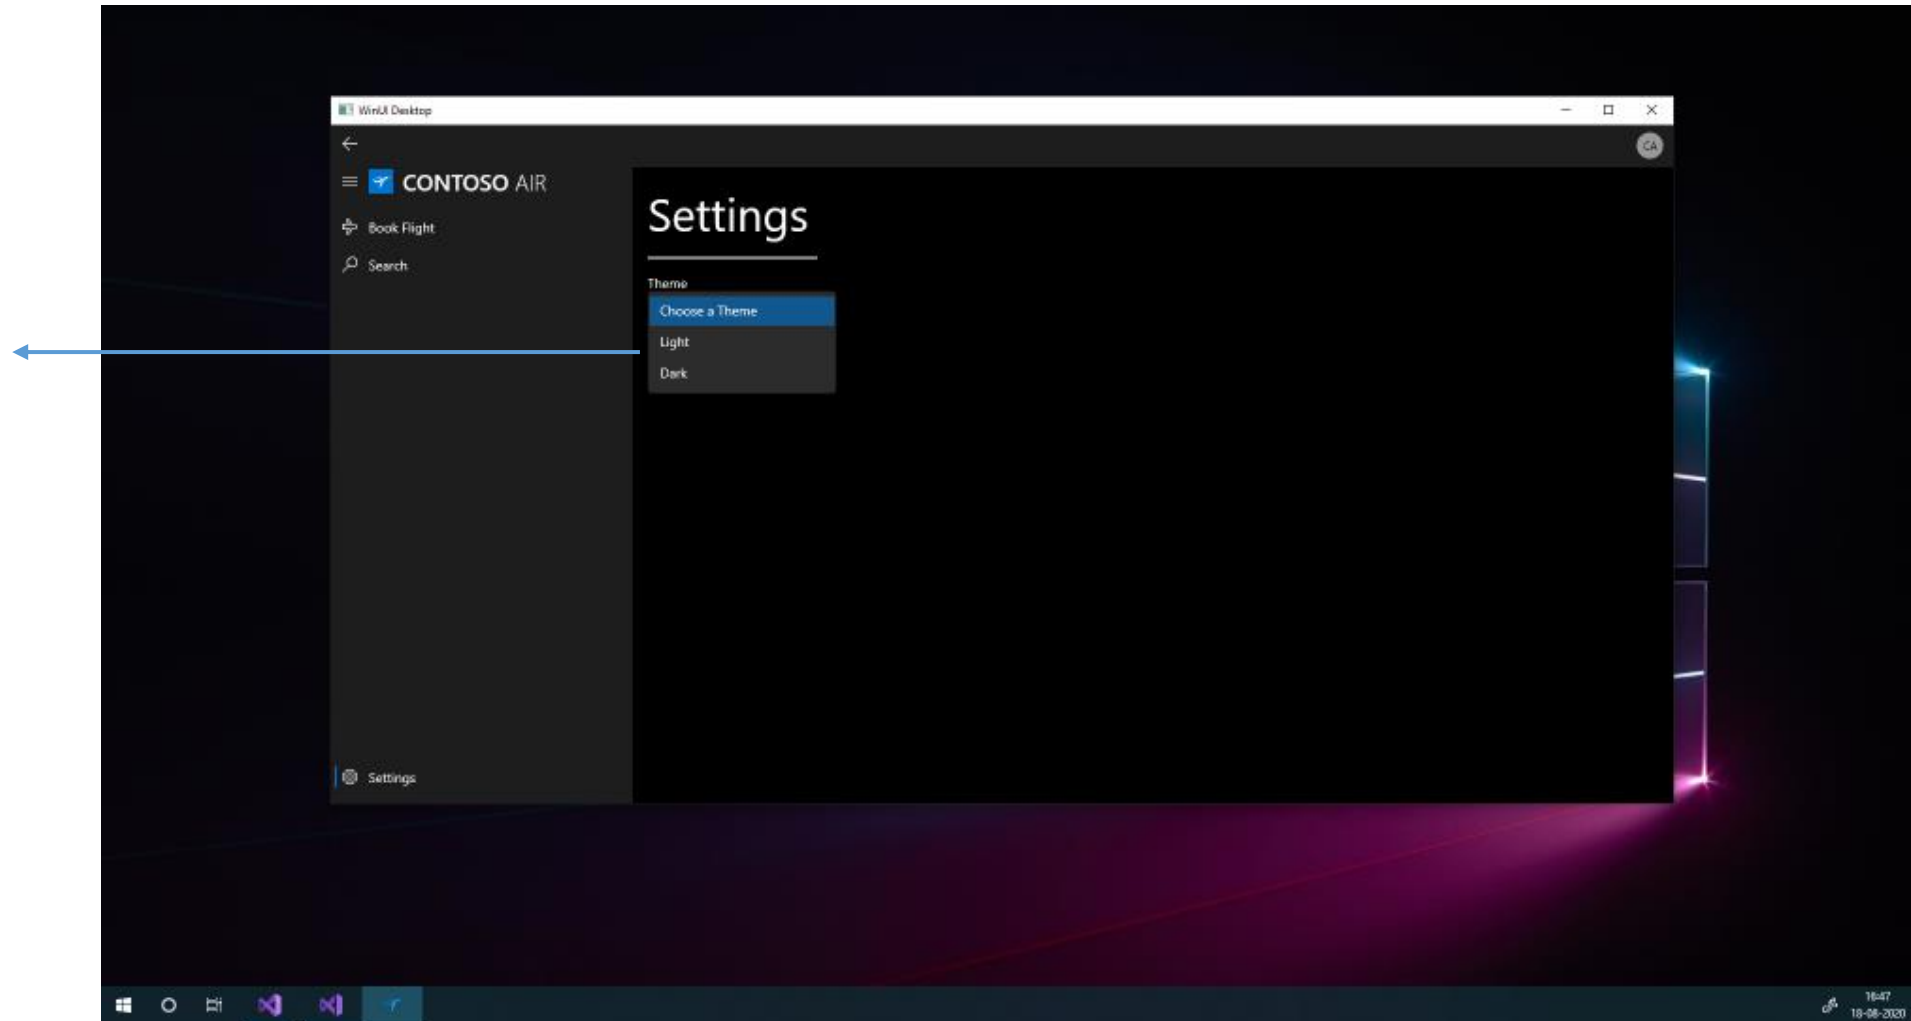 WinUI Desktop
CA
CONTOSO AIR
Book Flight
Search
Settings
Theme
Choose a Theme
Light
Dark
Settings
16:47
18-08-2020